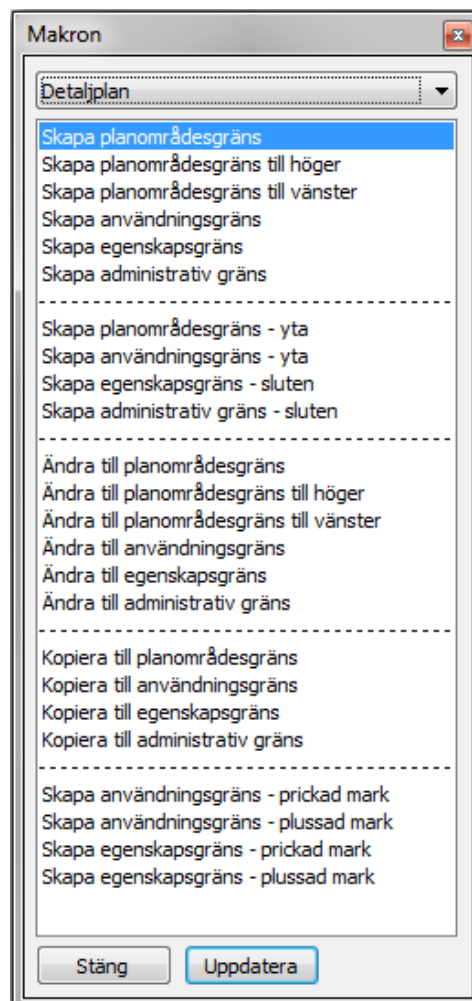 Makron
Detaljplan
Skapa planområdesgräns
Skapa planområdesgräns till höger
Skapa planområdesgräns till vänster
Skapa användningsgräns
Skapa egenskapsgräns
Skapa administrativ gräns
--------------------------------------------------
Skapa planområdesgräns - yta
Skapa användningsgräns - yta
Skapa egenskapsgräns - sluten
Skapa administrativ gräns - sluten
--------------------------------------------------
Ändra till planområdesgräns
Ändra till planområdesgräns till höger
Ändra till planområdesgräns till vänster
Ändra till användningsgräns
Ändra till egenskapsgräns
Ändra till administrativ gräns
--------------------------------------------------
Kopiera till planområdesgräns
Kopiera till användningsgräns
Kopiera till egenskapsgräns
Kopiera till administrativ gräns
--------------------------------------------------
Skapa användningsgräns - prickad mark
Skapa användningsgräns - plussad mark
Skapa egenskapsgräns - prickad mark
Skapa egenskapsgräns - plussad mark
Stäng Uppdatera